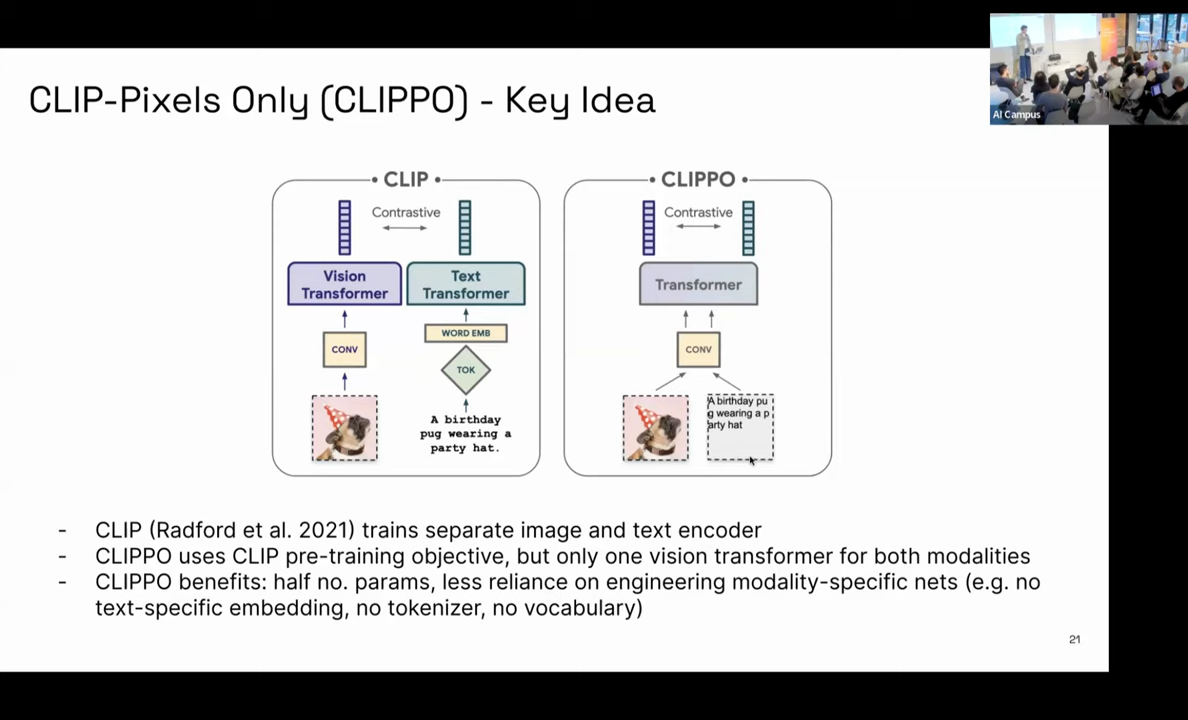 CLIP-Pixels Only (CLIPPO) - Key Idea
AI Campus
• CLIP •
Contrastive
Vision
Transformer
Text
Transformer
WORD EMB
CONV
TOK
A birthday
pug wearing a
party hat.
• CLIPPO •
Contrastive
Transformer
CONV
A birthday pu
g wearing a p
arty hat
- CLIP (Radford et al. 2021) trains separate image and text encoder
- CLIPPO uses CLIP pre-training objective, but only one vision transformer for both modalities
- CLIPPO benefits: half no. params, less reliance on engineering modality-specific nets (e.g. no
text-specific embedding, no tokenizer, no vocabulary)
21